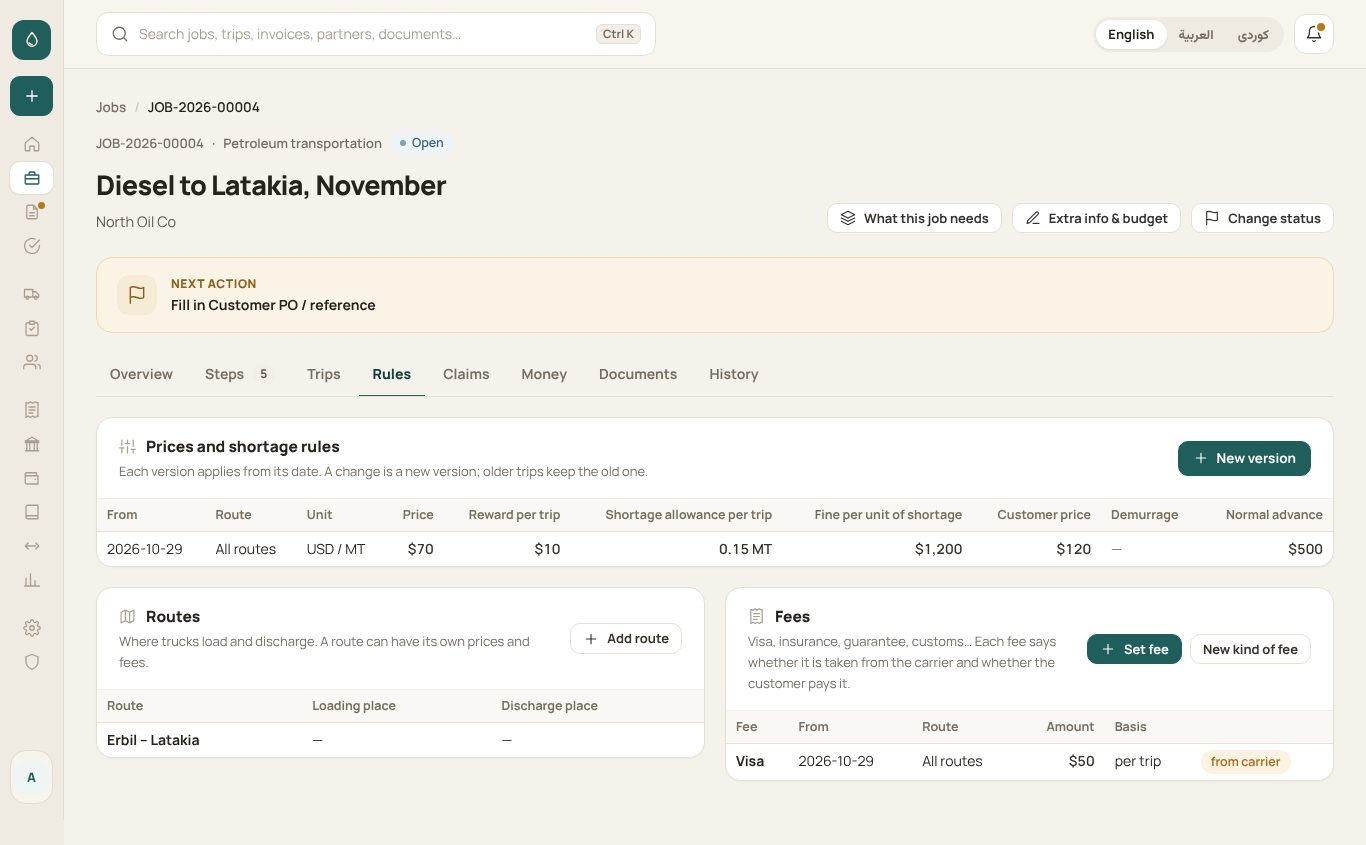 Search jobs, trips, invoices, partners, documents...
Ctrl K
English
العربية
کوردی
Jobs / JOB-2026-00004
JOB-2026-00004 · Petroleum transportation
Open
Diesel to Latakia, November
North Oil Co
What this job needs
Extra info & budget
Change status
NEXT ACTION
Fill in Customer PO / reference
Overview
Steps 5
Trips
Rules
Claims
Money
Documents
History
Prices and shortage rules
Each version applies from its date. A change is a new version; older trips keep the old one.
New version
From Route Unit Price Reward per trip Shortage allowance per trip Fine per unit of shortage Customer price Demurrage Normal advance
2026-10-29 All routes USD / MT $70 $10 0.15 MT $1,200 $120 — $500
Routes
Where trucks load and discharge. A route can have its own prices and
fees.
Add route
Route Loading place Discharge place
Erbil – Latakia — —
Fees
Visa, insurance, guarantee, customs... Each fee says
whether it is taken from the carrier and whether the
customer pays it.
Set fee
New kind of fee
Fee From Route Amount Basis
Visa 2026-10-29 All routes $50 per trip from carrier
A